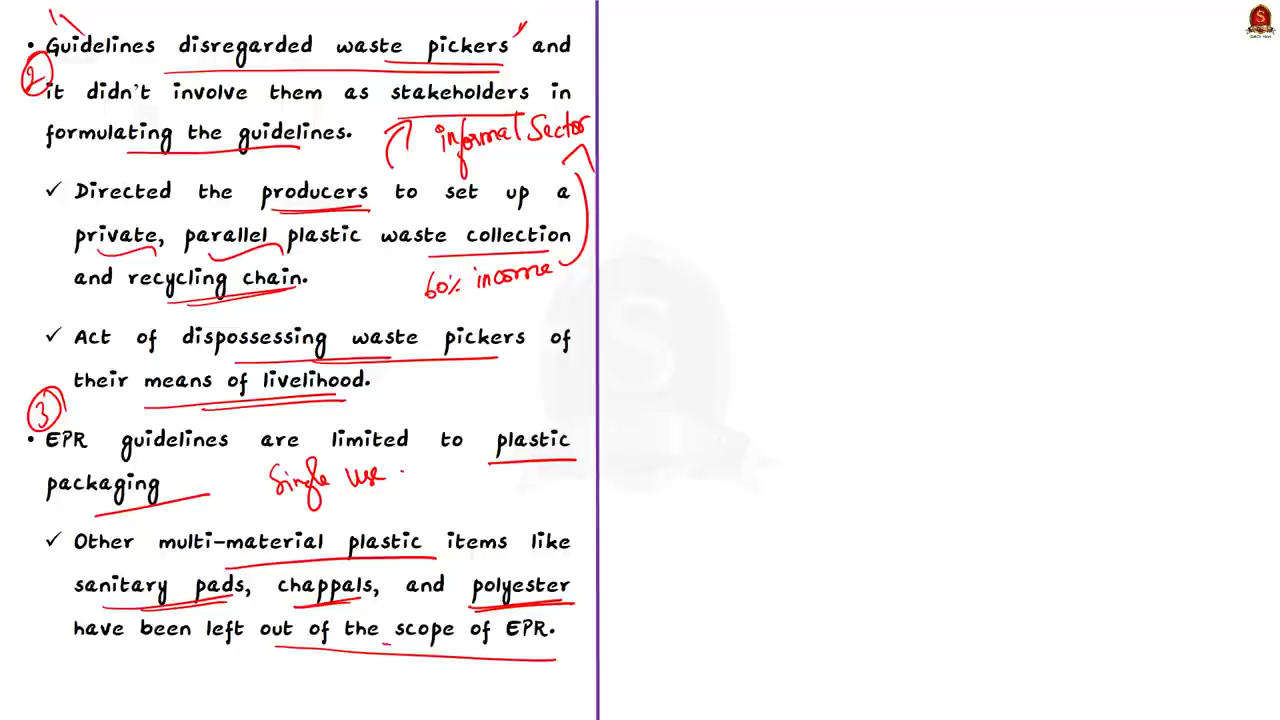 • Guidelines disregarded waste pickers and
②
it didn't involve them as stakeholders in
formulating the guidelines.
informal Sector
✓ Directed the producers to set up a
private, parallel plastic waste collection
and recycling chain.
60% income
✓ Act of dispossessing waste pickers of
their means of livelihood.
③
• EPR guidelines are limited to plastic
packaging
Single use
✓ Other multi-material plastic items like
sanitary pads, chappals, and polyester
have been left out of the scope of EPR.
S
S